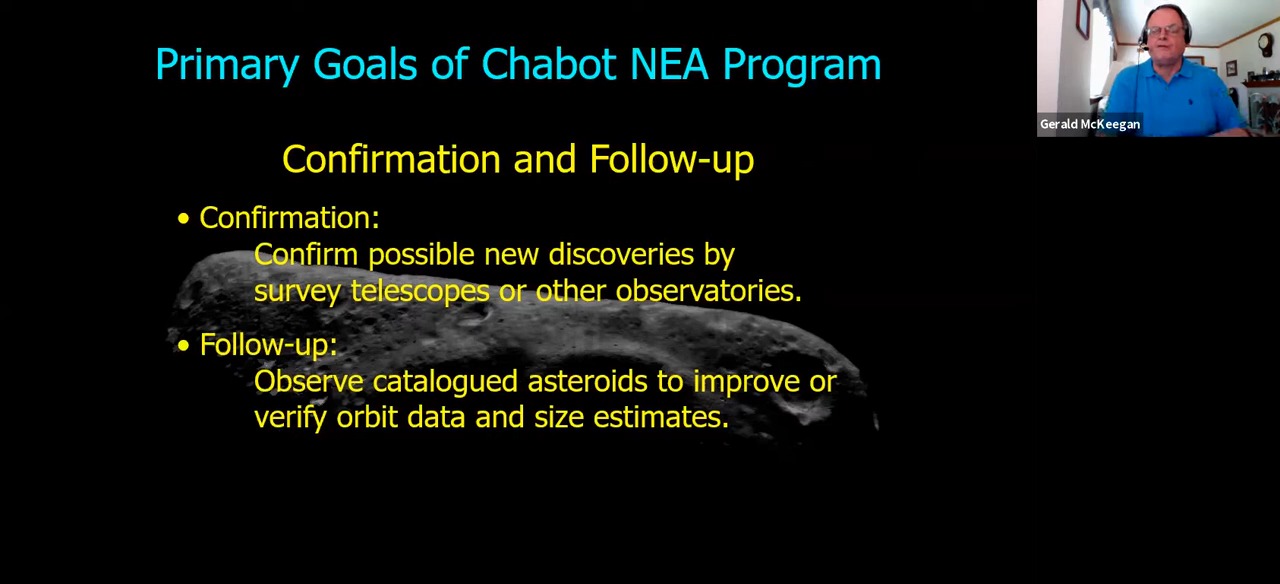 Primary Goals of Chabot NEA Program
Gerald McKeegan
Confirmation and Follow-up
• Confirmation:
Confirm possible new discoveries by
survey telescopes or other observatories.
• Follow-up:
Observe catalogued asteroids to improve or
verify orbit data and size estimates.